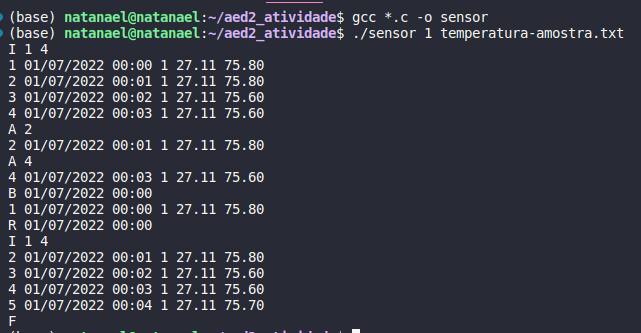 (base) natanael@natanael:~/aed2_atividade$ gcc *.c -o sensor
(base) natanael@natanael:~/aed2_atividade$ ./sensor 1 temperatura-amostra.txt
I 1 4
1 01/07/2022 00:00 1 27.11 75.80
2 01/07/2022 00:01 1 27.11 75.80
3 01/07/2022 00:02 1 27.11 75.60
4 01/07/2022 00:03 1 27.11 75.60
A 2
2 01/07/2022 00:01 1 27.11 75.80
A 4
4 01/07/2022 00:03 1 27.11 75.60
B 01/07/2022 00:00
1 01/07/2022 00:00 1 27.11 75.80
R 01/07/2022 00:00
I 1 4
2 01/07/2022 00:01 1 27.11 75.80
3 01/07/2022 00:02 1 27.11 75.60
4 01/07/2022 00:03 1 27.11 75.60
5 01/07/2022 00:04 1 27.11 75.70
F